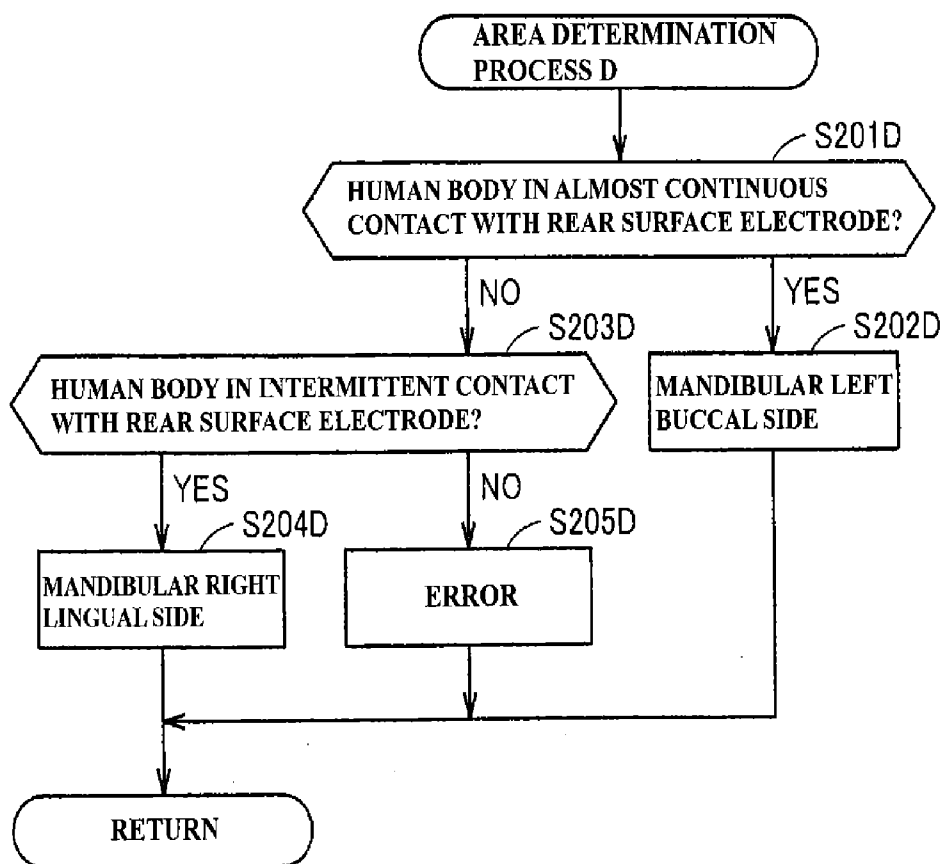 AREA DETERMINATION
PROCESS D
S201D
HUMAN BODY IN ALMOST CONTINUOUS
CONTACT WITH REAR SURFACE ELECTRODE?
NO
YES
S203D
S202D
HUMAN BODY IN INTERMITTENT CONTACT
WITH REAR SURFACE ELECTRODE?
MANDIBULAR LEFT
BUCCAL SIDE
YES
NO
S204D
S205D
MANDIBULAR RIGHT
LINGUAL SIDE
ERROR
RETURN